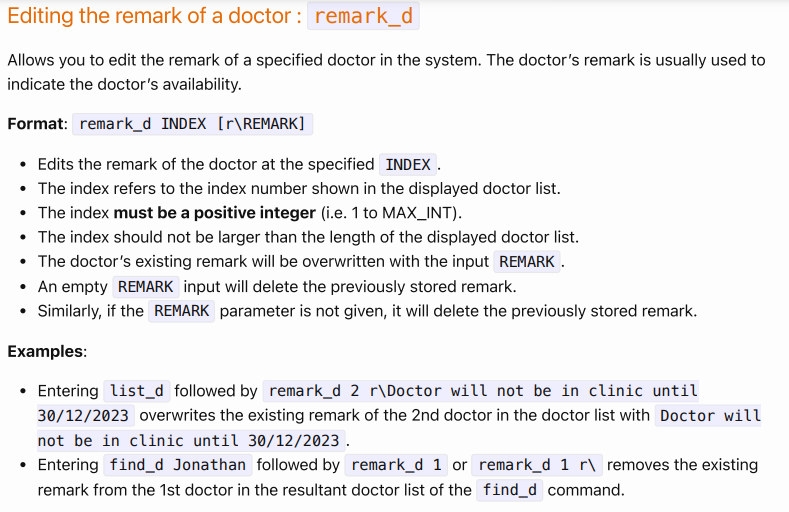 Editing the remark of a doctor : remark_d
Allows you to edit the remark of a specified doctor in the system. The doctor’s remark is usually used to
indicate the doctor’s availability.
Format: remark_d INDEX [r\REMARK]
• Edits the remark of the doctor at the specified INDEX.
• The index refers to the index number shown in the displayed doctor list.
• The index must be a positive integer (i.e. 1 to MAX_INT).
• The index should not be larger than the length of the displayed doctor list.
• The doctor’s existing remark will be overwritten with the input REMARK.
• An empty REMARK input will delete the previously stored remark.
• Similarly, if the REMARK parameter is not given, it will delete the previously stored remark.
Examples:
• Entering list_d followed by remark_d 2 r\Doctor will not be in clinic until
30/12/2023 overwrites the existing remark of the 2nd doctor in the doctor list with Doctor will
not be in clinic until 30/12/2023.
• Entering find_d Jonathan followed by remark_d 1 or remark_d 1 r\ removes the existing
remark from the 1st doctor in the resultant doctor list of the find_d command.